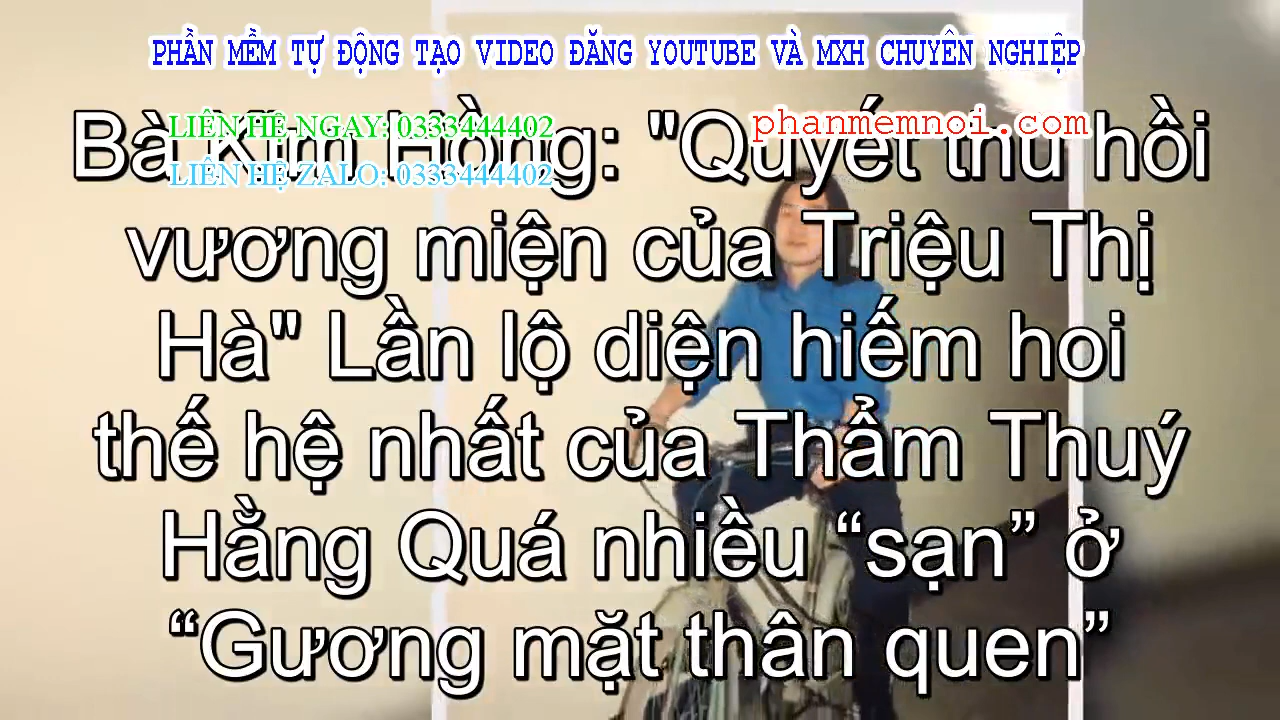 PHẦN MỀM TỰ ĐỘNG TẠO VIDEO ĐĂNG YOUTUBE VÀ MXH CHUYÊN NGHIỆP
LIÊN HỆ NGAY: 0333444402
phanmemnoi.com
LIÊN HỆ ZALO: 0333444402
Bà Kim Hồng: "Quyết thu hồi
vương miện của Triệu Thị
Hà" Lần lộ diện hiếm hoi
thế hệ nhất của Thẩm Thuý
Hằng Quá nhiều “sạn” ở
“Gương mặt thân quen”